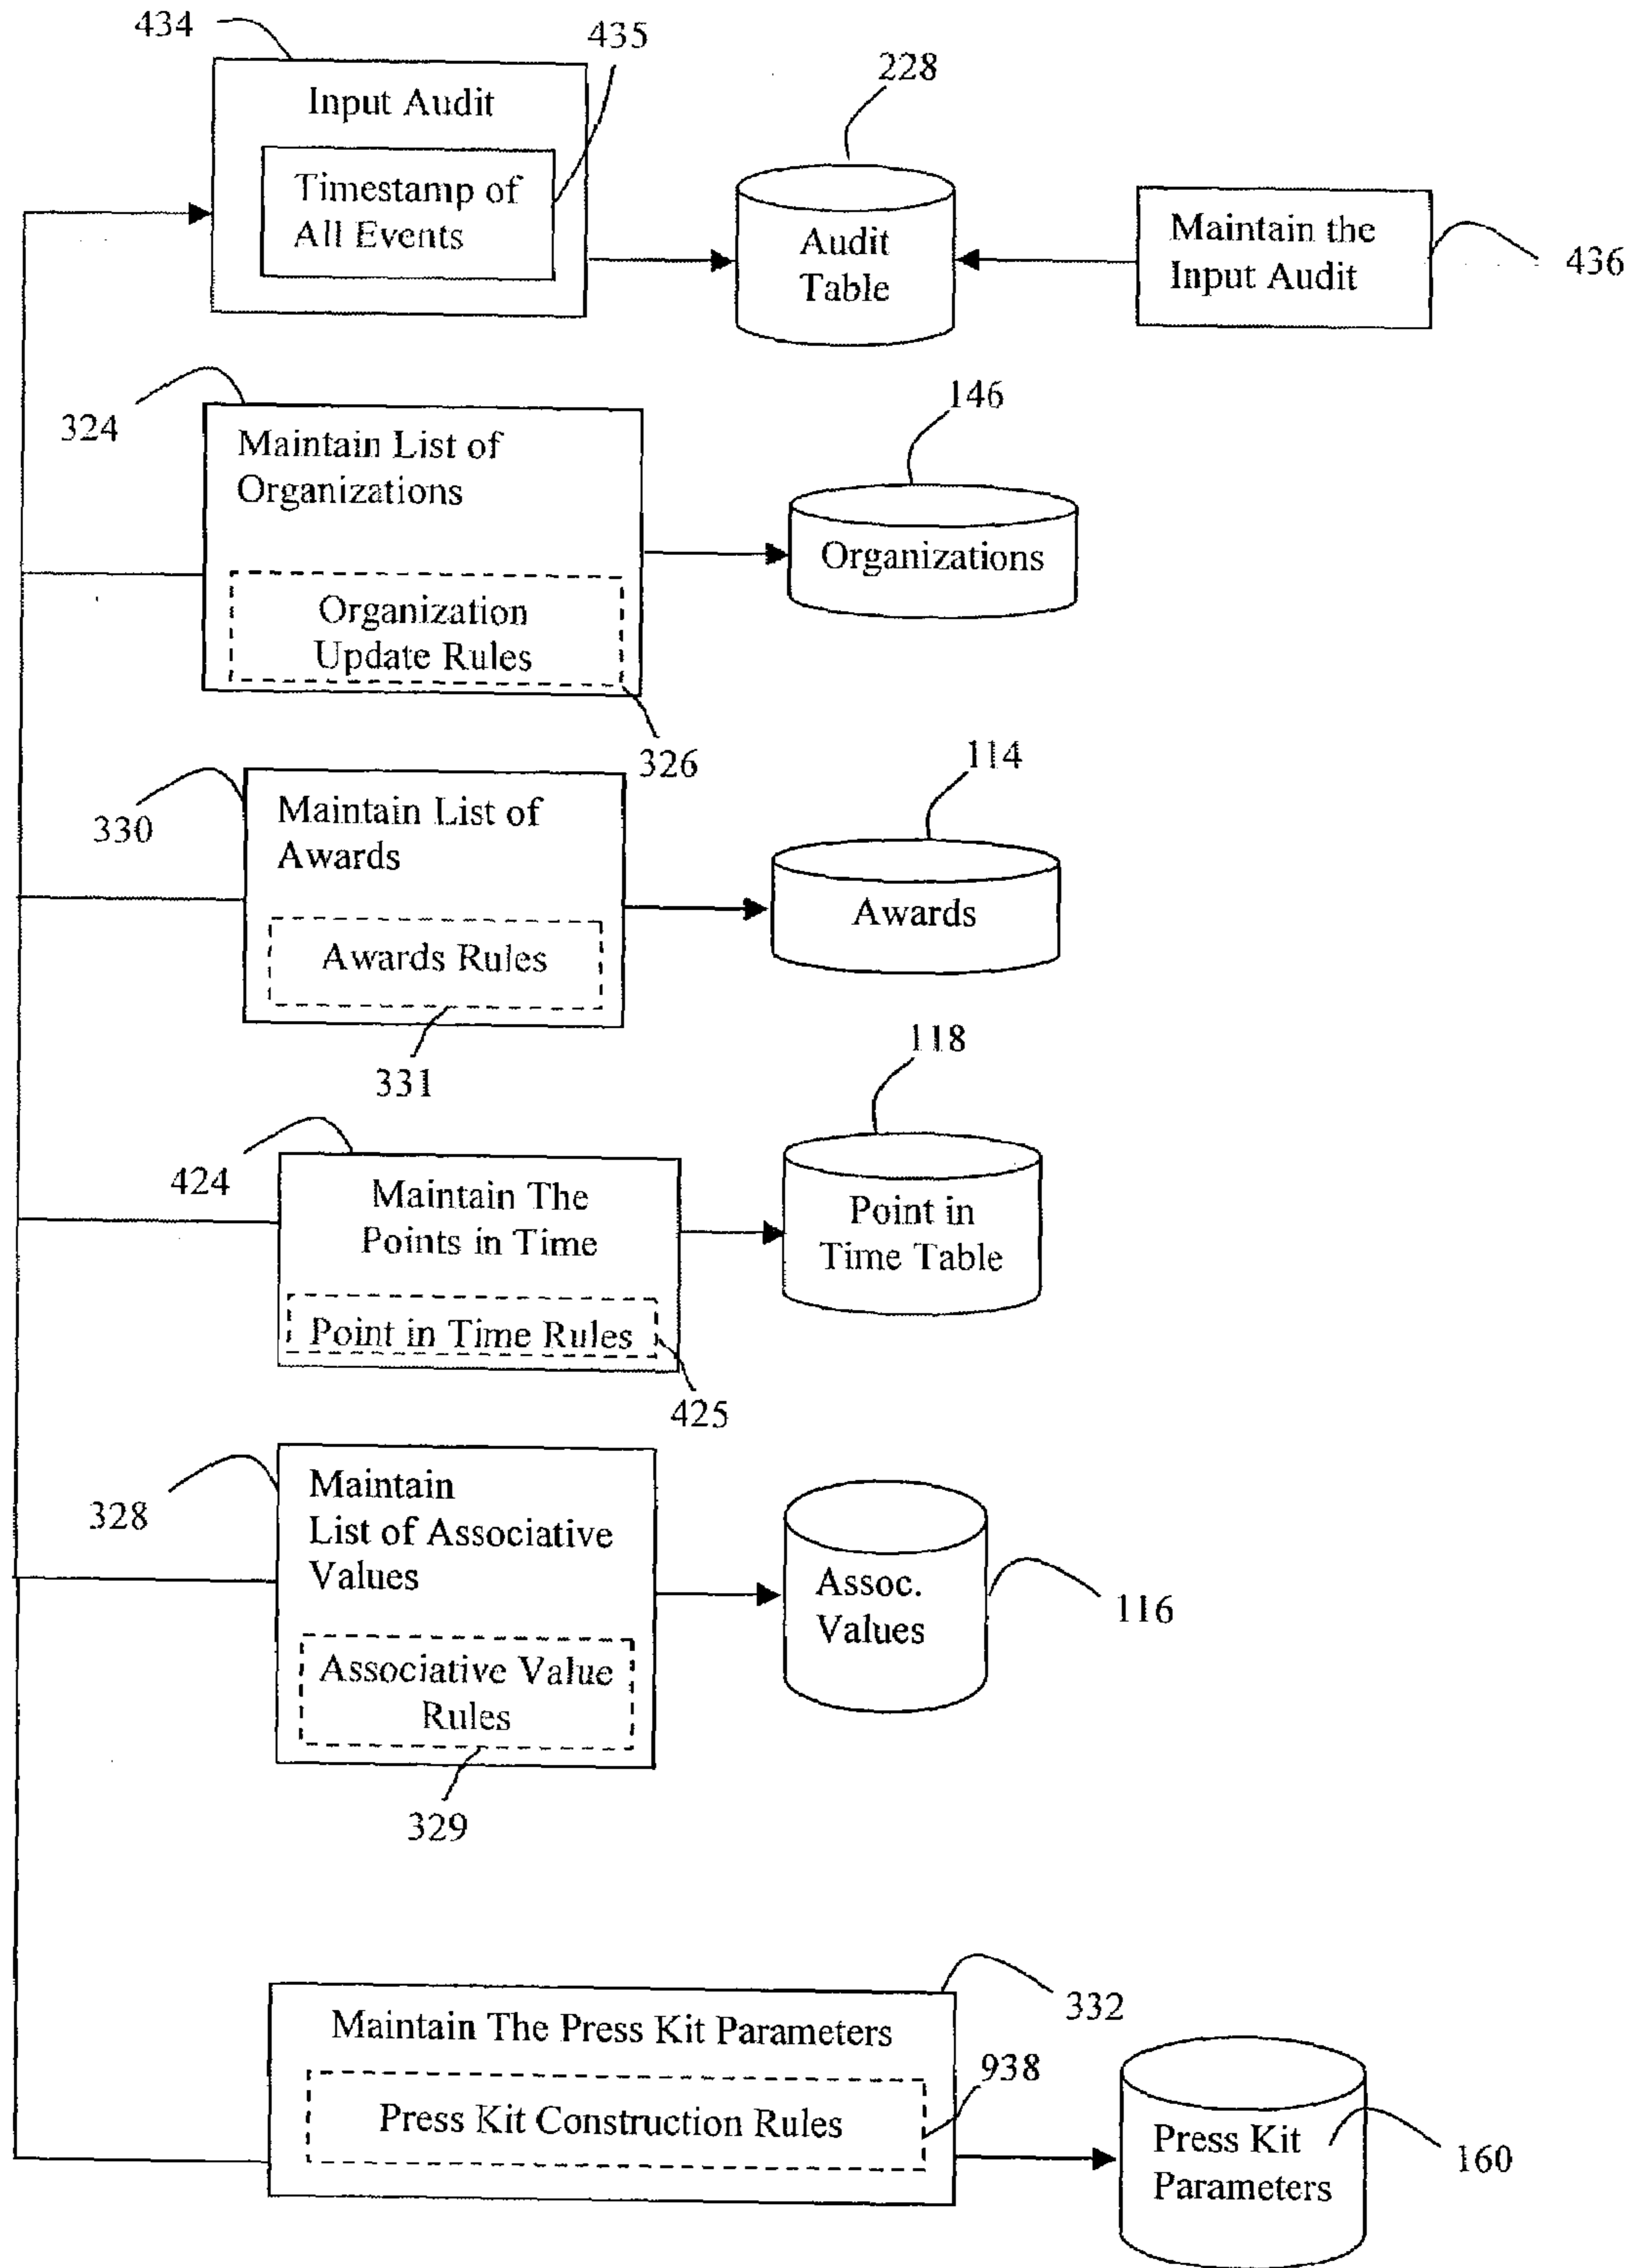 434
435
Input Audit
Timestamp of
All Events
228
Audit
Table
Maintain the
Input Audit
436
324
Maintain List of
Organizations
Organization
Update Rules
326
146
Organizations
330
Maintain List of
Awards
Awards Rules
331
114
Awards
424
Maintain The
Points in Time
Point in Time Rules
425
118
Point in
Time Table
328
Maintain
List of Associative
Values
Associative Value
Rules
329
Assoc.
Values
116
332
Maintain The Press Kit Parameters
Press Kit Construction Rules
938
Press Kit
Parameters
160